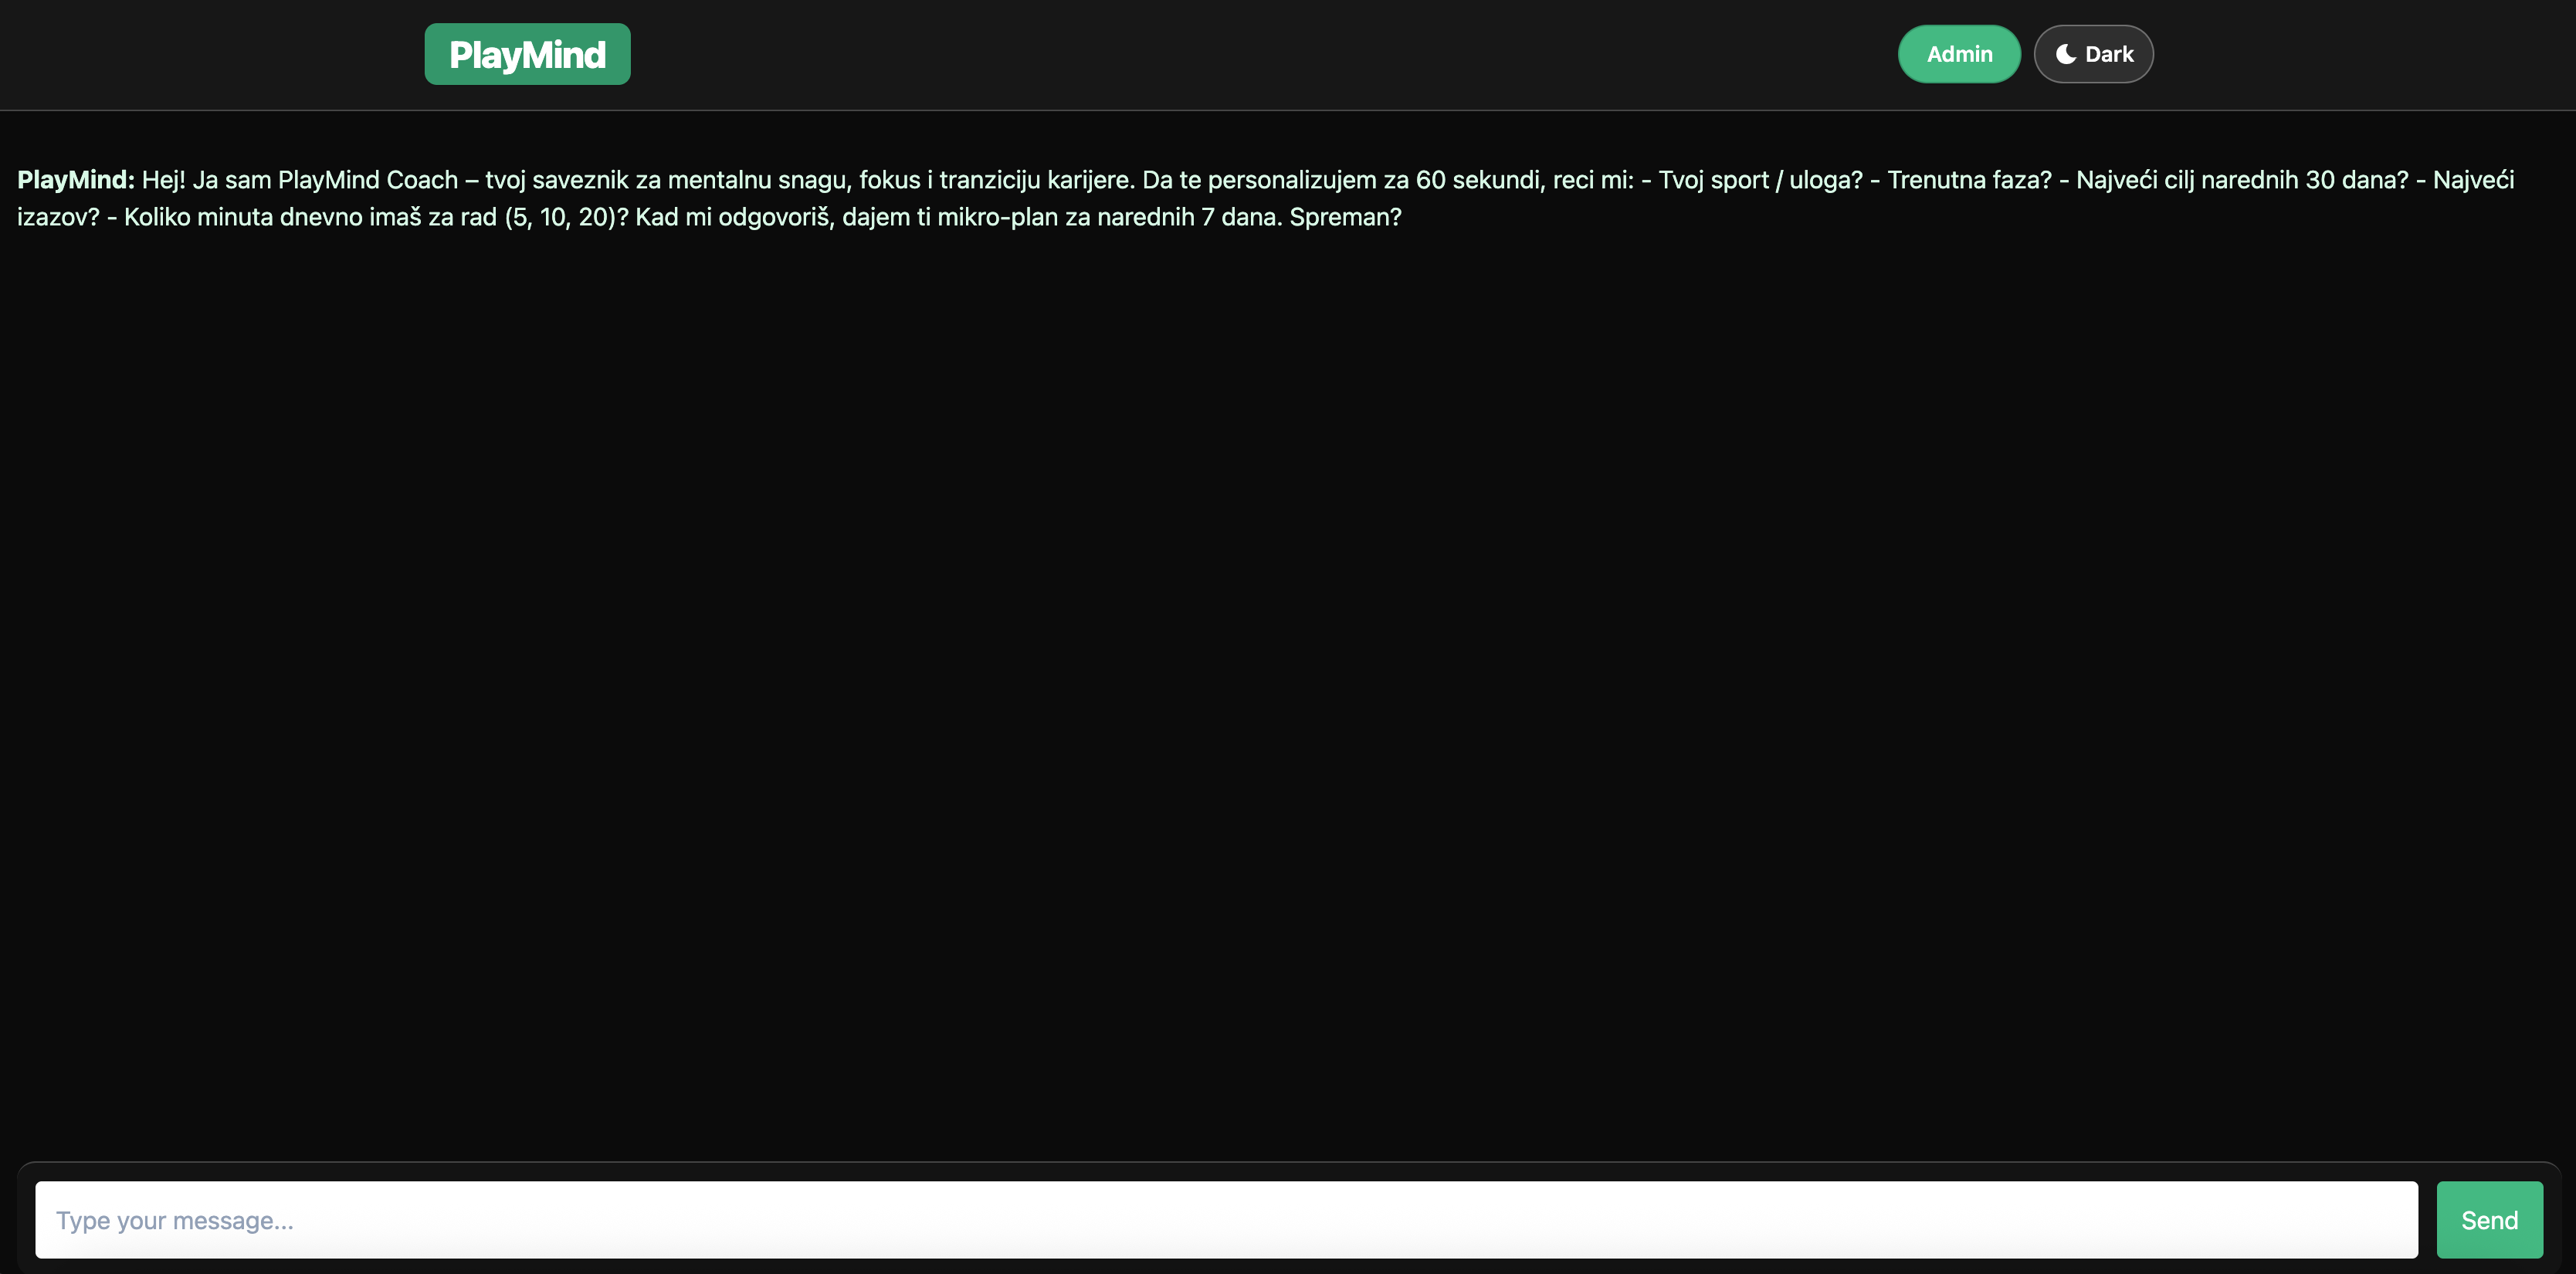 PlayMind
Admin
Dark
PlayMind: Hej! Ja sam PlayMind Coach – tvoj saveznik za mentalnu snagu, fokus i tranziciju karijere. Da te personalizujem za 60 sekundi, reci mi: - Tvoj sport / uloga? - Trenutna faza? - Najveći cilj narednih 30 dana? - Najveći
izazov? - Koliko minuta dnevno imaš za rad (5, 10, 20)? Kad mi odgovoriš, dajem ti mikro-plan za narednih 7 dana. Spreman?
Type your message...
Send